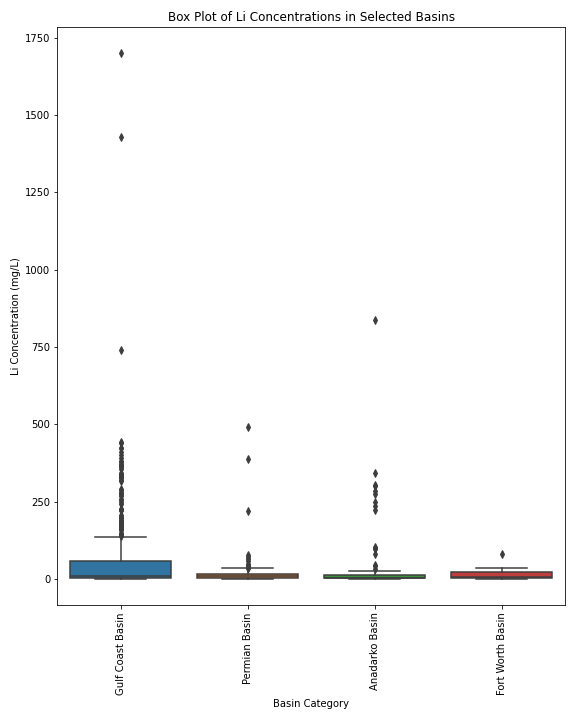 Box Plot of Li Concentrations in Selected Basins
1750
1500
1250
1000
750
500
250
0
Li Concentration (mg/L)
Gulf Coast Basin
Permian Basin
Anadarko Basin
Fort Worth Basin
Basin Category